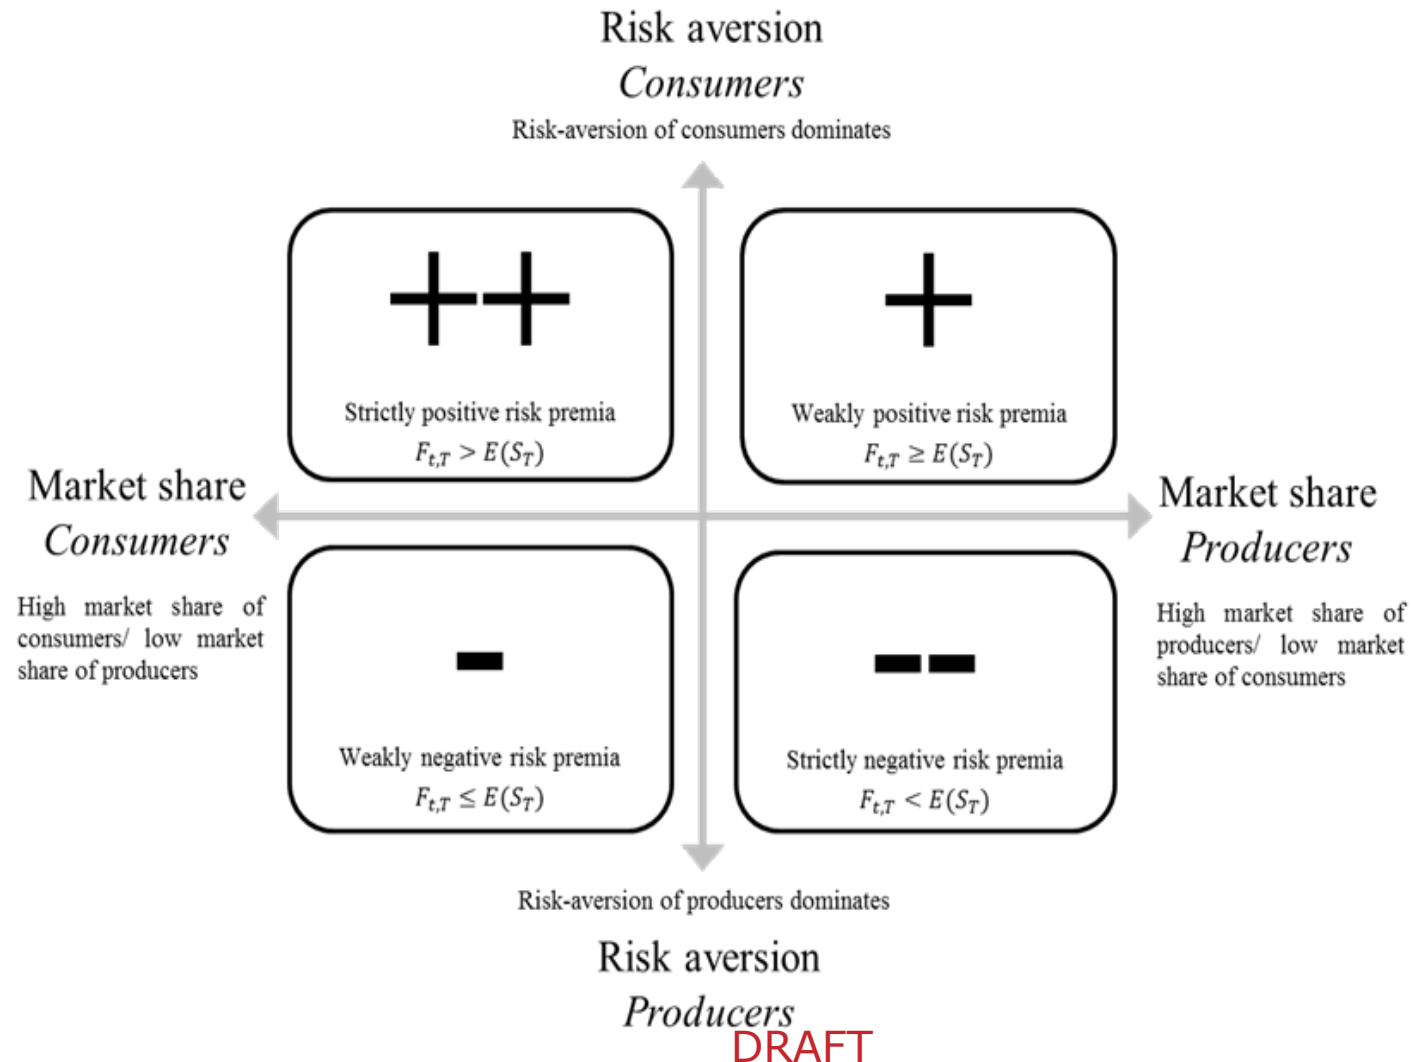 Risk aversion
Consumers
Risk-aversion of consumers dominates
++
+
Strictly positive risk premia
F_{t,T} > E(S_T)
Weakly positive risk premia
F_{t,T} ≥ E(S_T)
Market share
Consumers
High market share of
consumers/ low market
share of producers
Market share
Producers
High market share of
producers/ low market
share of consumers
-
--
Weakly negative risk premia
F_{t,T} ≤ E(S_T)
Strictly negative risk premia
F_{t,T} < E(S_T)
Risk-aversion of producers dominates
Risk aversion
Producers
DRAFT